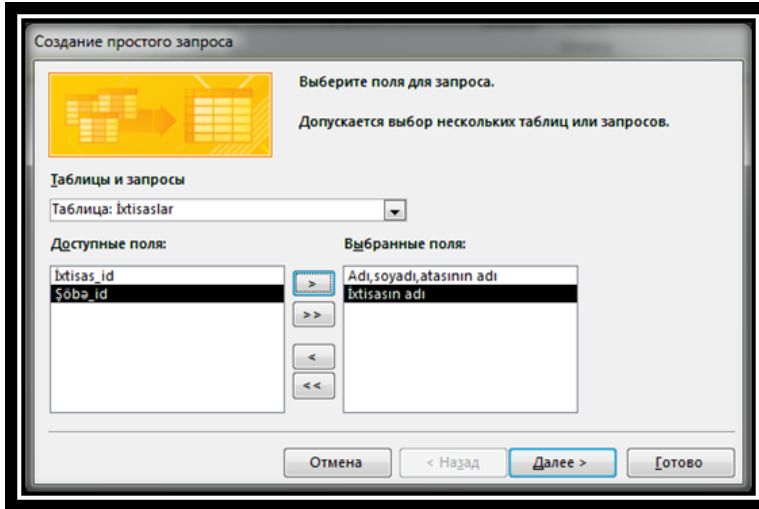 Создание простого запроса
Выберите поля для запроса.
Допускается выбор нескольких таблиц или запросов.
Таблицы и запросы
Таблица: İxtisaslar
Доступные поля:
Выбранные поля:
İxtisas_id
Şöbə_id
>
>>
<
<<
Adı,soyadı,atasının adı
İxtisasın adı
Отмена
< Назад
Далее >
Готово